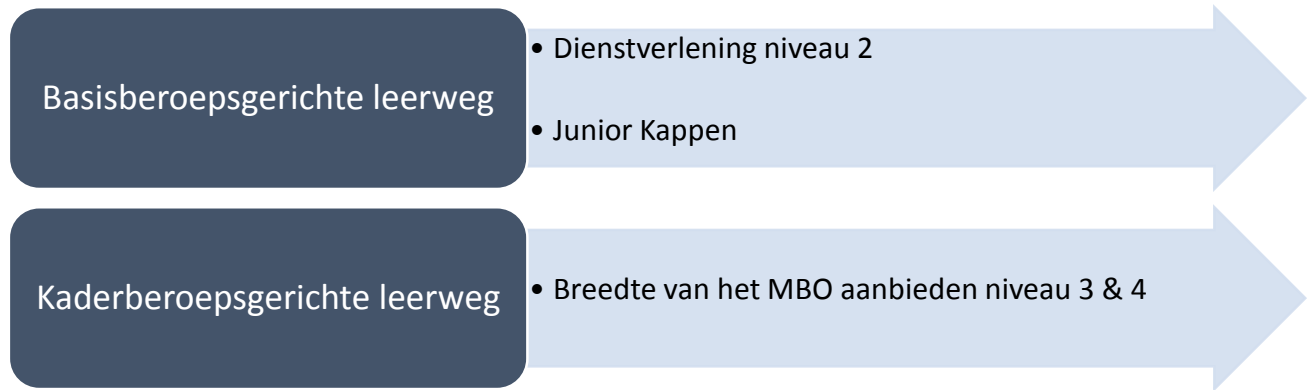 Basisberoepsgerichte leerweg
• Dienstverlening niveau 2
• Junior Kappen
Kaderberoepsgerichte leerweg
• Breedte van het MBO aanbieden niveau 3 & 4